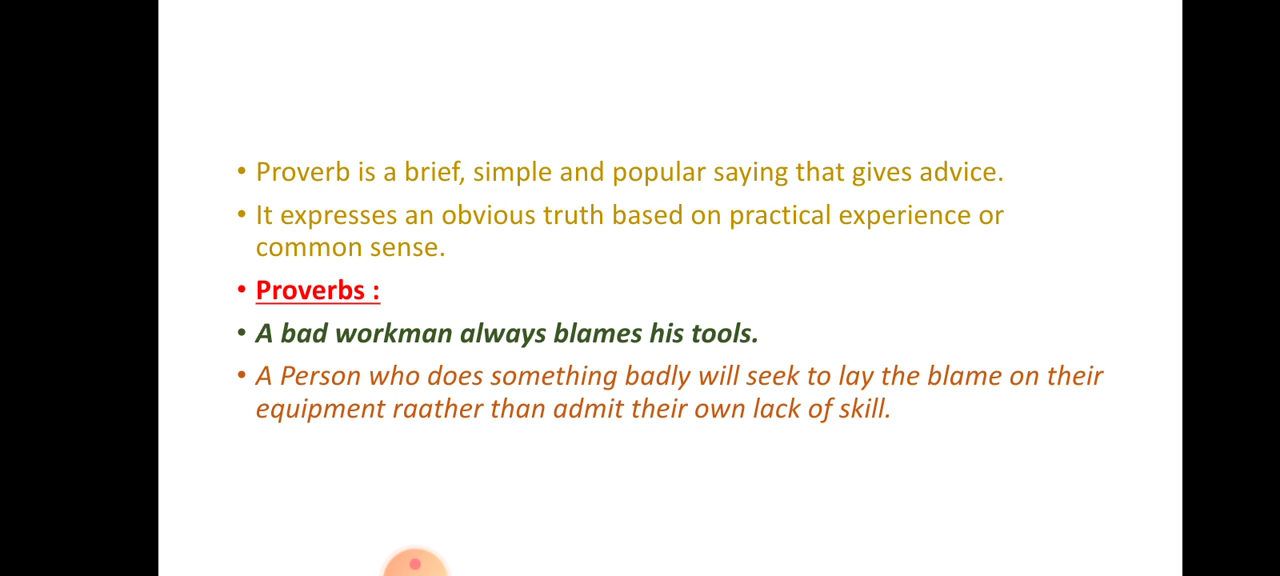 • Proverb is a brief, simple and popular saying that gives advice.
• It expresses an obvious truth based on practical experience or
common sense.
• Proverbs :
• A bad workman always blames his tools.
• A Person who does something badly will seek to lay the blame on their
equipment raather than admit their own lack of skill.